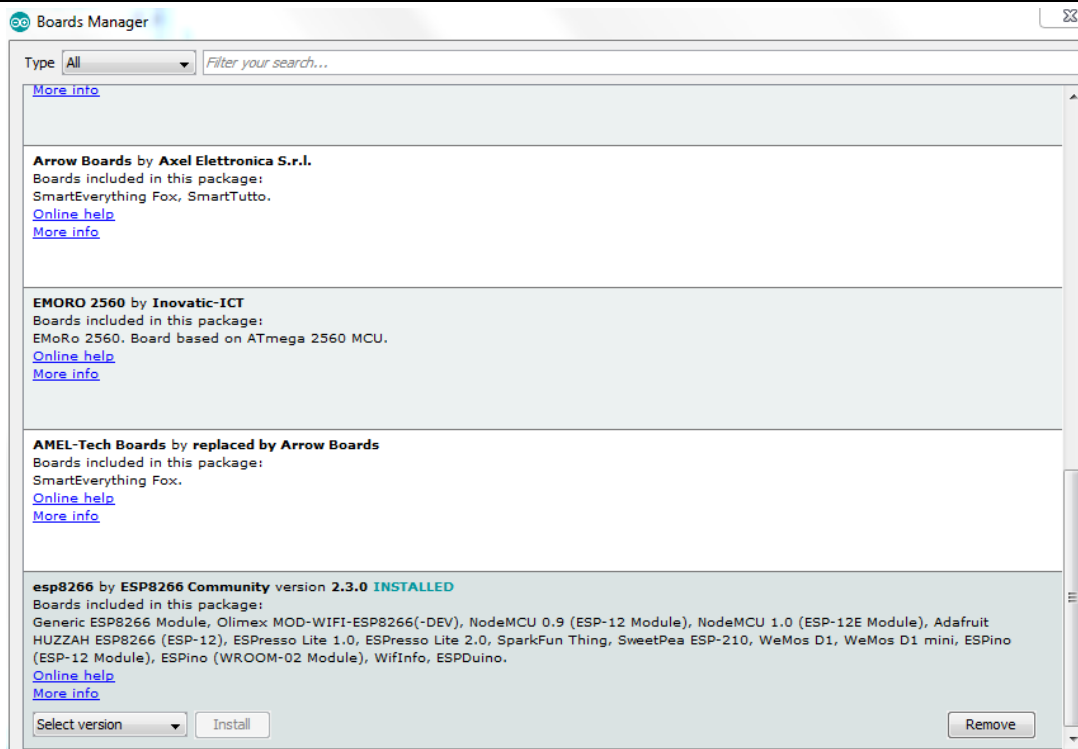 Boards Manager
Type All Filter your search...
More info
Arrow Boards by Axel Elettronica S.r.l.
Boards included in this package:
SmartEverything Fox, SmartTutto.
Online help
More info
EMORO 2560 by Inovatic-ICT
Boards included in this package:
EMoRo 2560. Board based on ATmega 2560 MCU.
Online help
More info
AMEL-Tech Boards by replaced by Arrow Boards
Boards included in this package:
SmartEverything Fox.
Online help
More info
esp8266 by ESP8266 Community version 2.3.0 INSTALLED
Boards included in this package:
Generic ESP8266 Module, Olimex MOD-WIFI-ESP8266(-DEV), NodeMCU 0.9 (ESP-12 Module), NodeMCU 1.0 (ESP-12E Module), Adafruit
HUZZAH ESP8266 (ESP-12), ESPresso Lite 1.0, ESPresso Lite 2.0, SparkFun Thing, SweetPea ESP-210, WeMos D1, WeMos D1 mini, ESPino
(ESP-12 Module), ESPino (WROOM-02 Module), WifInfo, ESPDuino.
Online help
More info
Select version Install Remove